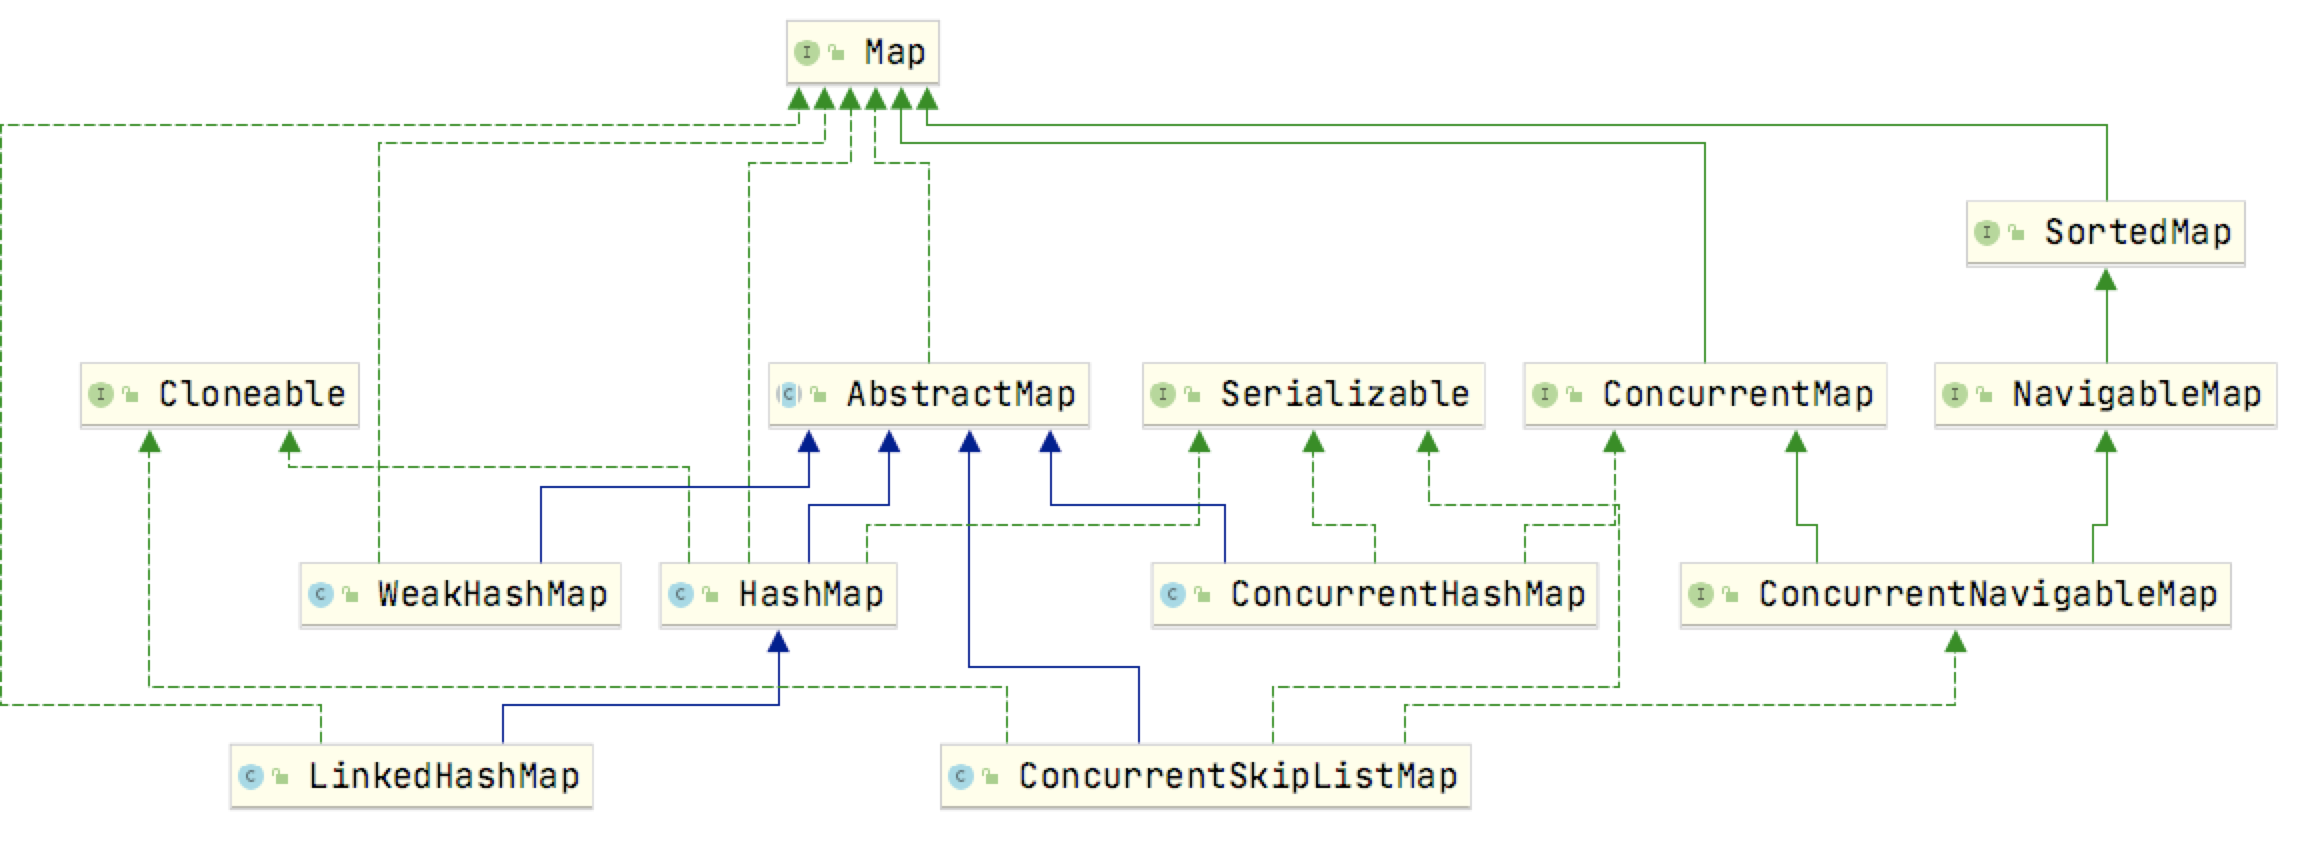 I Map
I SortedMap
I Cloneable
C AbstractMap
I Serializable
I ConcurrentMap
I NavigableMap
C WeakHashMap
C HashMap
C ConcurrentHashMap
I ConcurrentNavigableMap
C LinkedHashMap
C ConcurrentSkipListMap